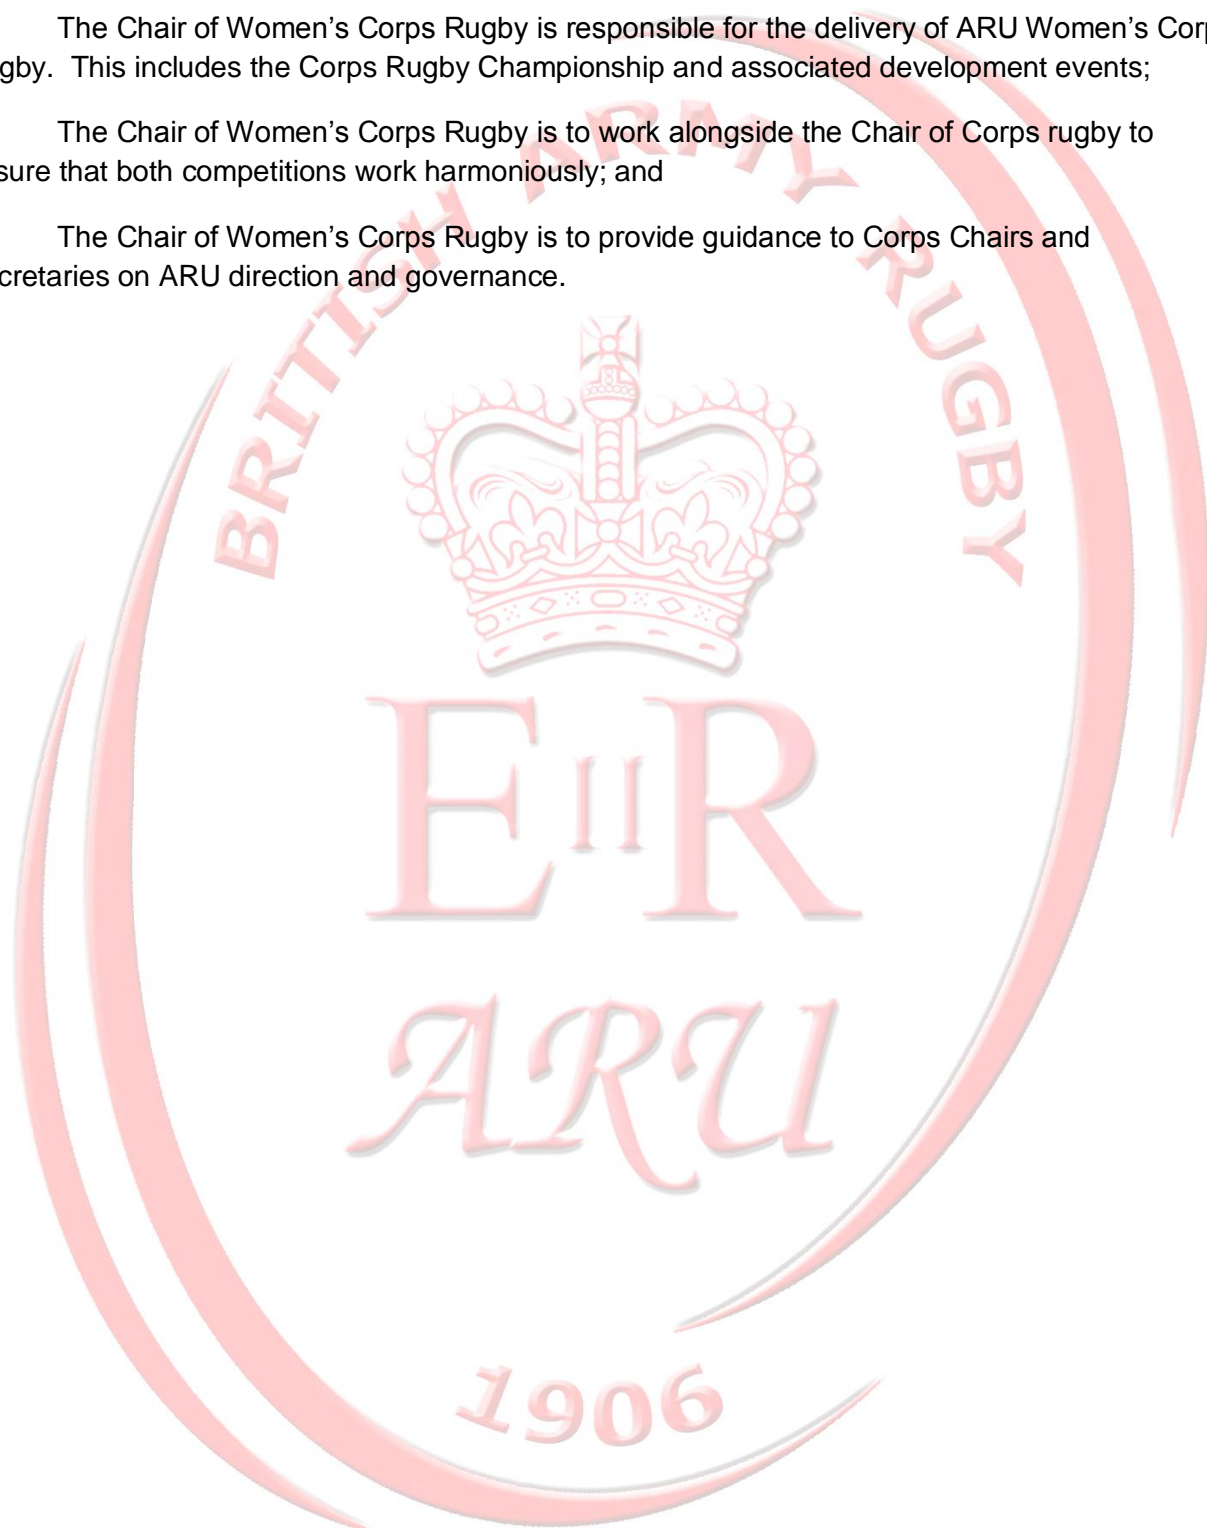 The Chair of Women’s Corps Rugby is responsible for the delivery of ARU Women’s Corp
gby.  This includes the Corps Rugby Championship and associated development events;
The Chair of Women’s Corps Rugby is to work alongside the Chair of Corps rugby to
sure that both competitions work harmoniously; and
The Chair of Women’s Corps Rugby is to provide guidance to Corps Chairs and
cretaries on ARU direction and governance.
BRITISH ARMY RUGBY
E II R
ARU
1906